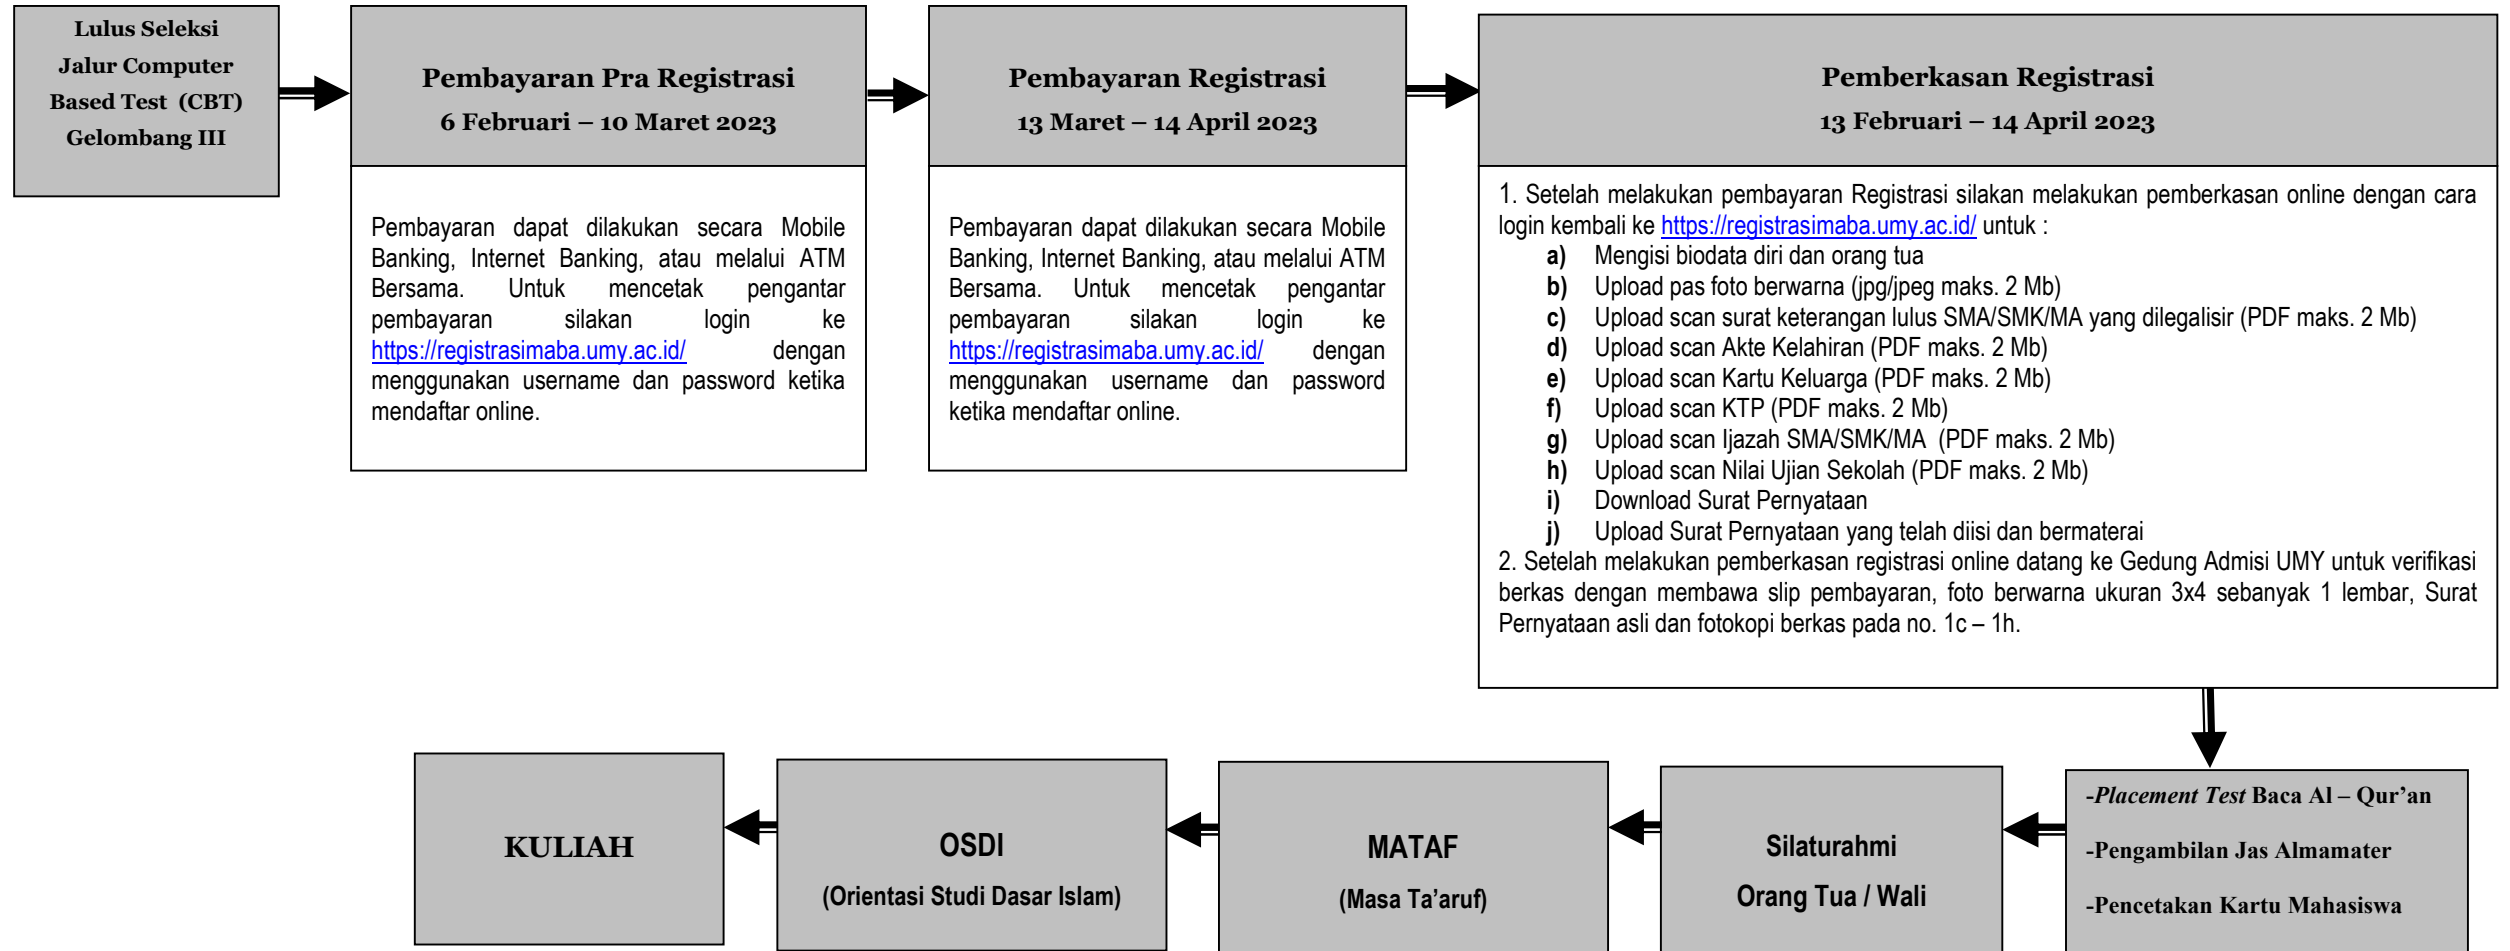 Lulus Seleksi
Jalur Computer
Based Test (CBT)
Gelombang III
Pembayaran Pra Registrasi
6 Februari – 10 Maret 2023
Pembayaran dapat dilakukan secara Mobile
Banking, Internet Banking, atau melalui ATM
Bersama. Untuk mencetak pengantar
pembayaran silakan login ke
https://registrasimaba.umy.ac.id/ dengan
menggunakan username dan password ketika
mendaftar online.
Pembayaran Registrasi
13 Maret – 14 April 2023
Pembayaran dapat dilakukan secara Mobile
Banking, Internet Banking, atau melalui ATM
Bersama. Untuk mencetak pengantar
pembayaran silakan login ke
https://registrasimaba.umy.ac.id/ dengan
menggunakan username dan password
ketika mendaftar online.
Pemberkasan Registrasi
13 Februari – 14 April 2023
1. Setelah melakukan pembayaran Registrasi silakan melakukan pemberkasan online dengan cara
login kembali ke https://registrasimaba.umy.ac.id/ untuk :
a) Mengisi biodata diri dan orang tua
b) Upload pas foto berwarna (jpg/jpeg maks. 2 Mb)
c) Upload scan surat keterangan lulus SMA/SMK/MA yang dilegalisir (PDF maks. 2 Mb)
d) Upload scan Akte Kelahiran (PDF maks. 2 Mb)
e) Upload scan Kartu Keluarga (PDF maks. 2 Mb)
f) Upload scan KTP (PDF maks. 2 Mb)
g) Upload scan Ijazah SMA/SMK/MA (PDF maks. 2 Mb)
h) Upload scan Nilai Ujian Sekolah (PDF maks. 2 Mb)
i) Download Surat Pernyataan
j) Upload Surat Pernyataan yang telah diisi dan bermaterai
2. Setelah melakukan pemberkasan registrasi online datang ke Gedung Admisi UMY untuk verifikasi
berkas dengan membawa slip pembayaran, foto berwarna ukuran 3x4 sebanyak 1 lembar, Surat
Pernyataan asli dan fotokopi berkas pada no. 1c – 1h.
-Placement Test Baca Al – Qur’an
-Pengambilan Jas Almamater
-Pencetakan Kartu Mahasiswa
Silaturahmi
Orang Tua / Wali
MATAF
(Masa Ta’aruf)
OSDI
(Orientasi Studi Dasar Islam)
KULIAH